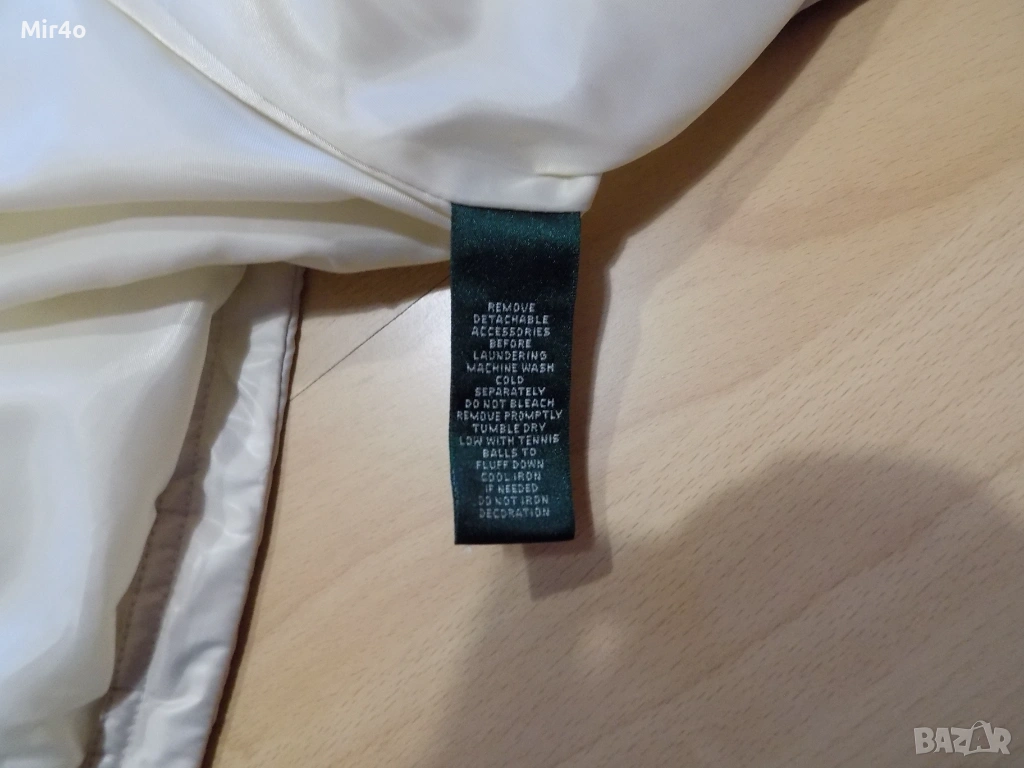 Mir4o
REMOVE
DETACHABLE
ACCESSORIES
BEFORE
LAUNDERING
MACHINE WASH
COLD
SEPARATELY
DO NOT BLEACH
REMOVE PROMPTLY
TUMBLE DRY
LOW WITH TENNIS
BALLS TO
FLUFF DOWN
COOL IRON
IF NEEDED
DO NOT IRON
DECORATION
BAZAR